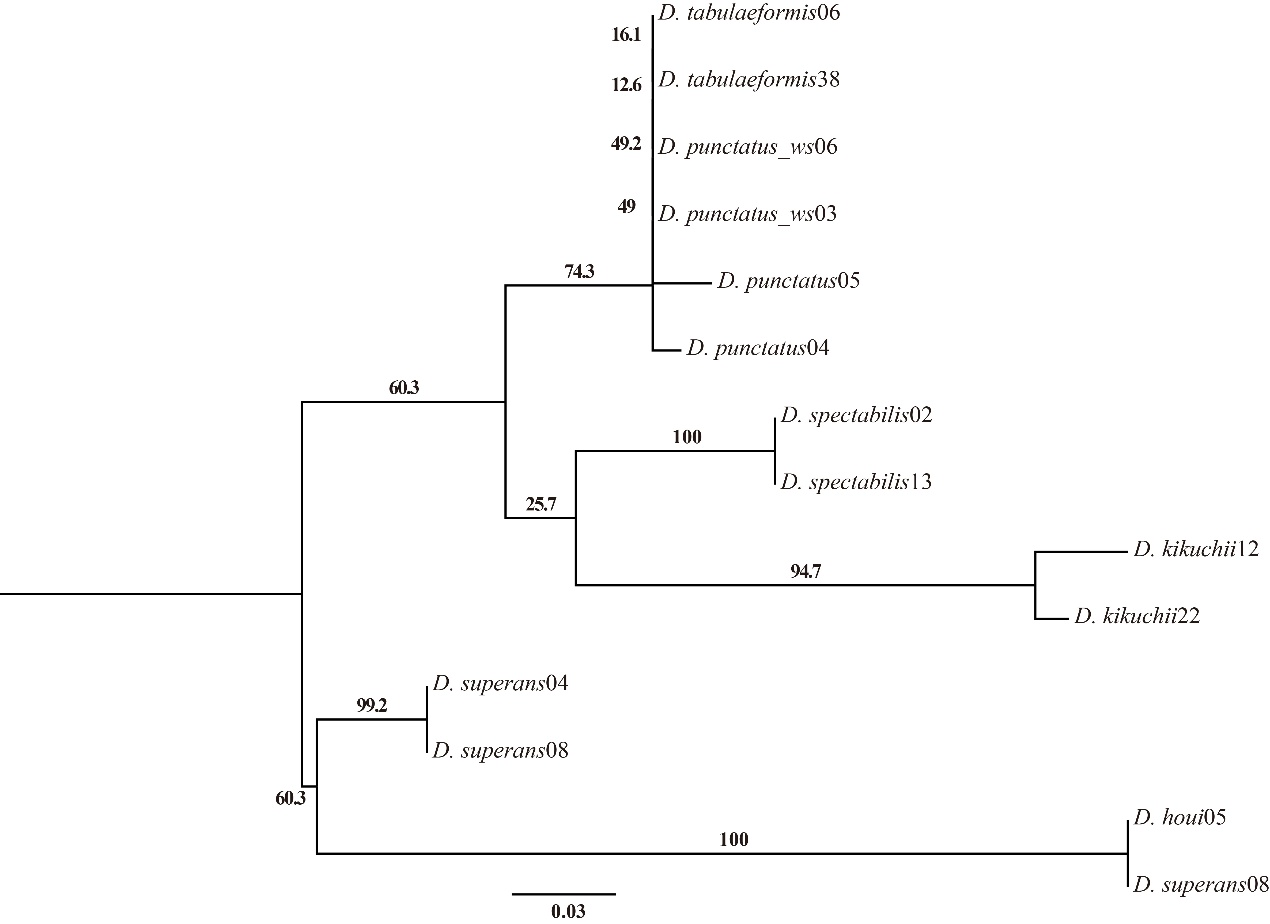 D. tabulaeformis06
16.1
12.6
D. tabulaeformis38
49.2
D. punctatus_ws06
49
D. punctatus_ws03
74.3
D. punctatus05
D. punctatus04
60.3
D. spectabilis02
100
D. spectabilis13
25.7
D. kikuchii12
94.7
D. kikuchii22
D. superans04
99.2
D. superans08
60.3
D. houi05
100
D. superans08
0.03